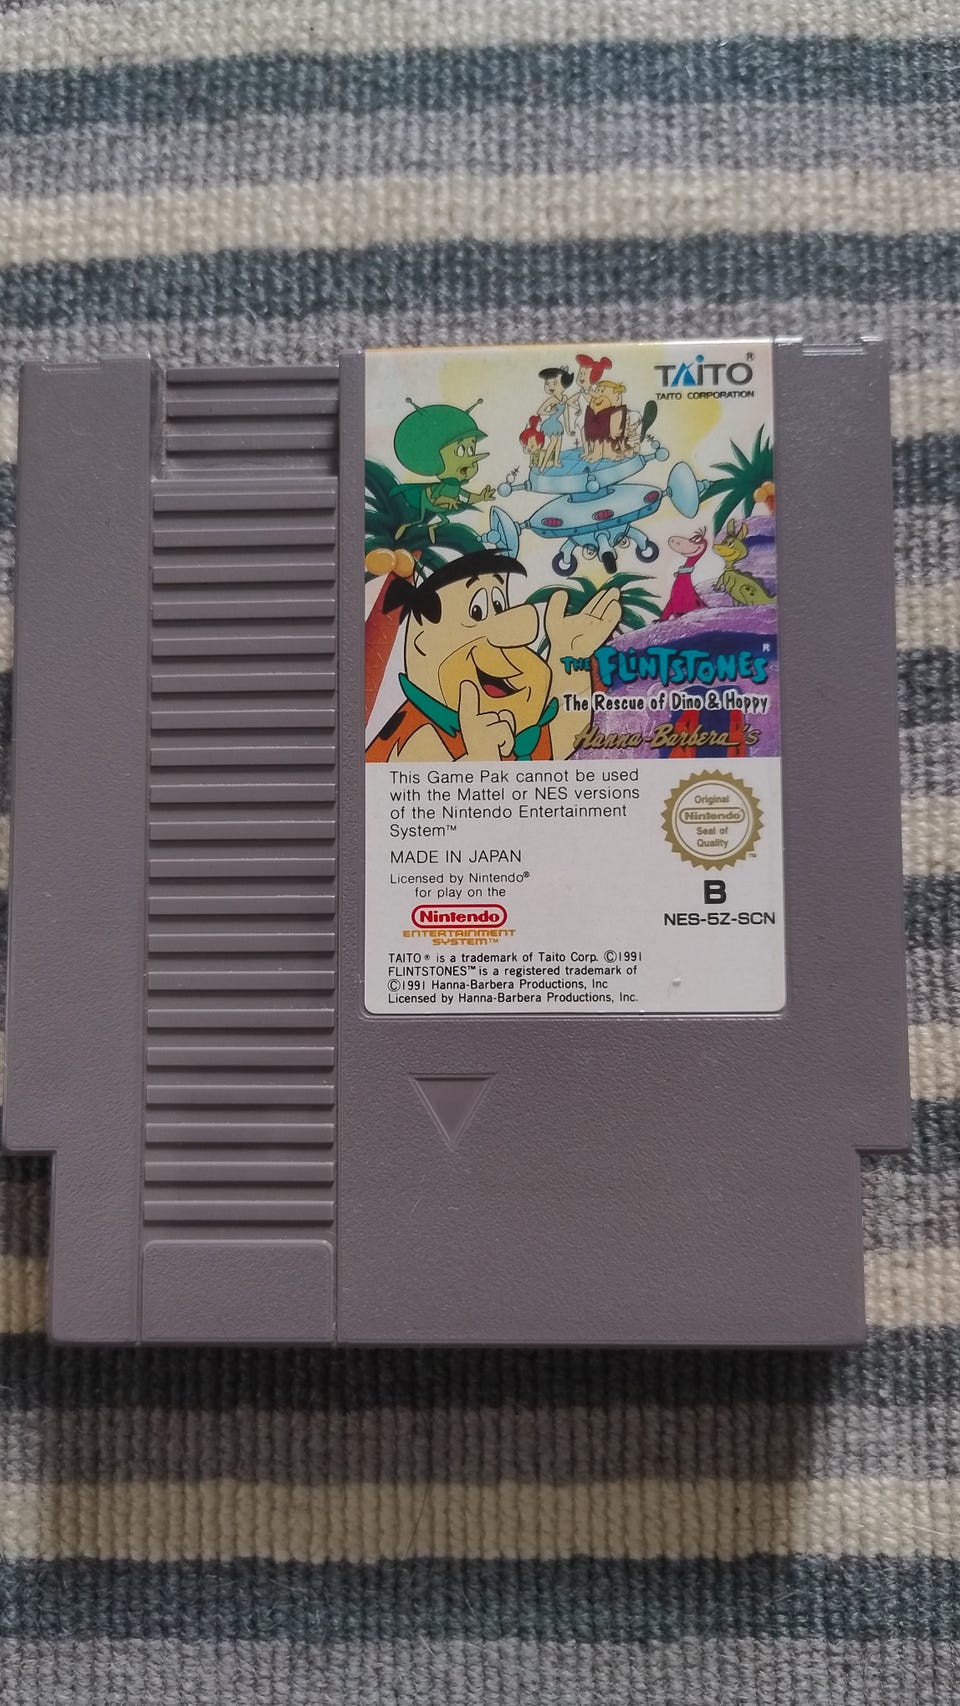 TAITO®
TAITO CORPORATION
THE FLINTSTONES®
The Rescue of Dino & Hoppy
Hanna-Barbera's
This Game Pak cannot be used
with the Mattel or NES versions
of the Nintendo Entertainment
System™
MADE IN JAPAN
Licensed by Nintendo®
for play on the
Nintendo
ENTERTAINMENT
SYSTEM™
Original
Nintendo
Seal of
Quality
™
B
NES-5Z-SCN
TAITO® is a trademark of Taito Corp. ©1991
FLINTSTONES™ is a registered trademark of
©1991 Hanna-Barbera Productions, Inc
Licensed by Hanna-Barbera Productions, Inc.